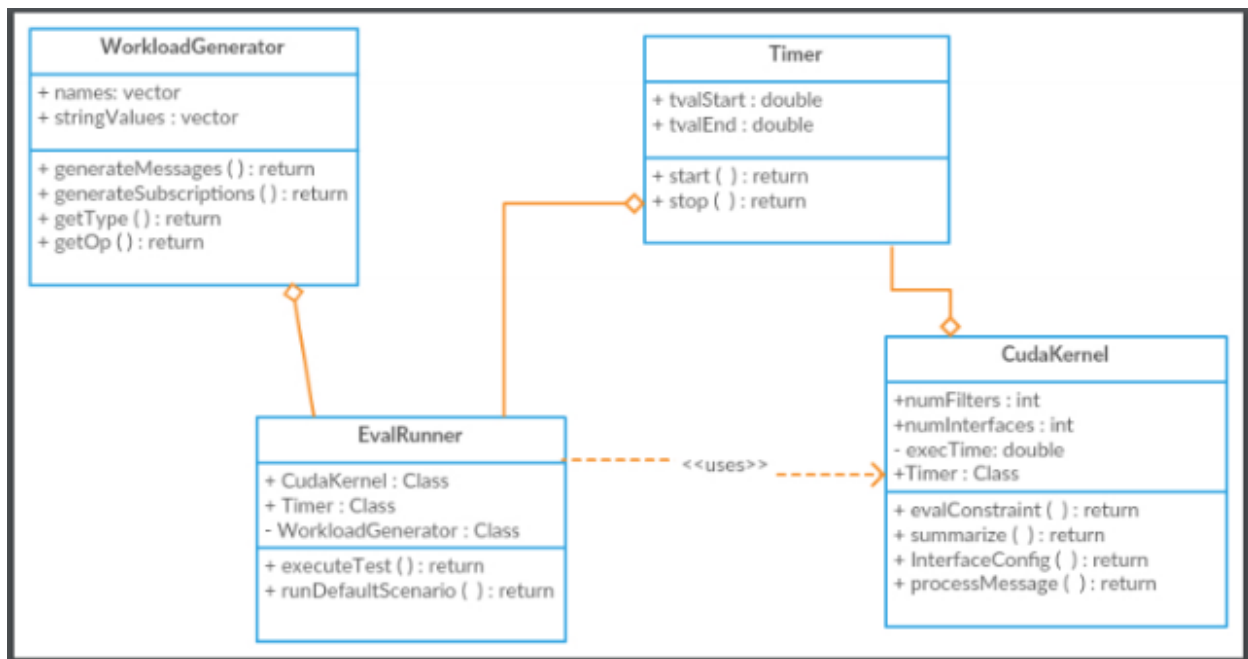 WorkloadGenerator
+ names: vector
+ stringValues : vector
+ generateMessages ( ) : return
+ generateSubscriptions ( ) : return
+ getType ( ) : return
+ getOp ( ) : return
Timer
+ tvalStart : double
+ tvalEnd : double
+ start ( ) : return
+ stop ( ) : return
EvalRunner
+ CudaKernel : Class
+ Timer : Class
- WorkloadGenerator : Class
+ executeTest ( ) : return
+ runDefaultScenario ( ) : return
<<uses>>
CudaKernel
+numFilters : int
+numInterfaces : int
- execTime: double
+Timer : Class
+ evalConstraint ( ) : return
+ summarize ( ) : return
+ InterfaceConfig ( ) : return
+ processMessage ( ) : return